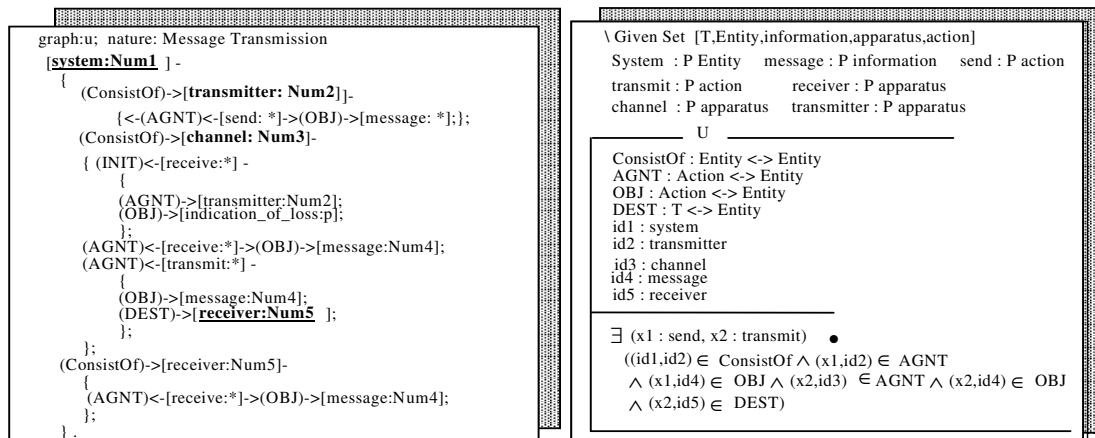 graph:u; nature: Message Transmission
[system:Num1 ] -
{
(ConsistOf)->[transmitter: Num2]]-
{<-(AGNT)<-[send: *]->(OBJ)->[message: *];};
(ConsistOf)->[channel: Num3]-
{ (INIT)<-[receive:*] -
{
(AGNT)->[transmitter:Num2];
(OBJ)->[indication_of_loss:p];
};
(AGNT)<-[receive:*]->(OBJ)->[message:Num4];
(AGNT)<-[transmit:*] -
{
(OBJ)->[message:Num4];
(DEST)->[receiver:Num5 ];
};
};
(ConsistOf)->[receiver:Num5]-
{
(AGNT)<-[receive:*]->(OBJ)->[message:Num4];
};
} .
\ Given Set [T,Entity,information,apparatus,action]
System : P Entity message : P information send : P action
transmit : P action receiver : P apparatus
channel : P apparatus transmitter : P apparatus
U
ConsistOf : Entity <-> Entity
AGNT : Action <-> Entity
OBJ : Action <-> Entity
DEST : T <-> Entity
id1 : system
id2 : transmitter
id3 : channel
id4 : message
id5 : receiver
∃ (x1 : send, x2 : transmit) •
((id1,id2) ∈ ConsistOf ∧ (x1,id2) ∈ AGNT
∧ (x1,id4) ∈ OBJ ∧ (x2,id3) ∈ AGNT ∧ (x2,id4) ∈ OBJ
∧ (x2,id5) ∈ DEST)